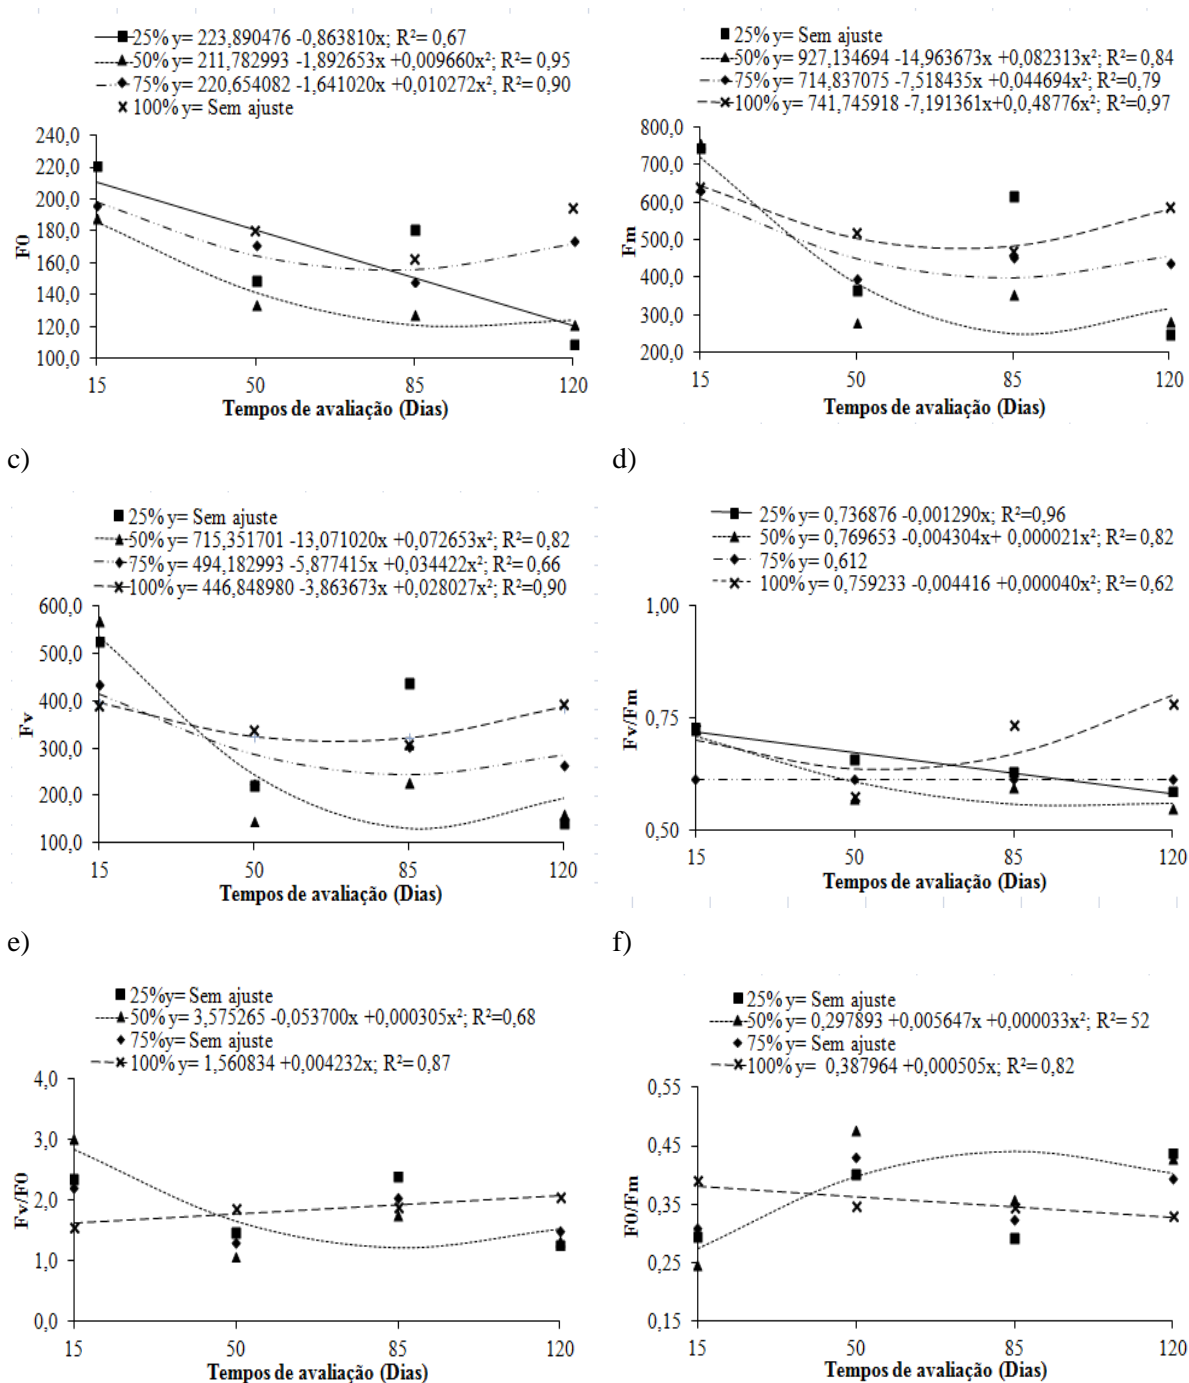 25% y= 223,890476 -0,863810x; R²= 0,67
50% y= 211,782993 -1,892653x +0,009660x²; R²= 0,95
75% y= 220,654082 -1,641020x +0,010272x²; R²= 0,90
100% y= Sem ajuste
240,0
220,0
200,0
180,0
160,0
140,0
120,0
100,0
F0
15 50 85 120
Tempos de avaliação (Dias)
25% y= Sem ajuste
50% y= 927,134694 -14,963673x +0,082313x²; R²= 0,84
75% y= 714,837075 -7,518435x +0,044694x²; R²= 0,79
100% y= 741,745918 -7,191361x+0,0,48776x²; R²=0,97
800,0
700,0
600,0
500,0
400,0
300,0
200,0
Fm
15 50 85 120
Tempos de avaliação (Dias)
c)
d)
25% y= Sem ajuste
50% y= 715,351701 -13,071020x +0,072653x²; R²= 0,82
75% y= 494,182993 -5,877415x +0,034422x²; R²= 0,66
100% y= 446,848980 -3,863673x +0,028027x²; R²=0,90
600,0
500,0
400,0
300,0
200,0
100,0
Fv
15 50 85 120
Tempos de avaliação (Dias)
25% y= 0,736876 -0,001290x; R²=0,96
50% y= 0,769653 -0,004304x+ 0,000021x²; R²= 0,82
75% y= 0,612
100% y= 0,759233 -0,004416 +0,000040x²; R²= 0,62
1,00
0,75
0,50
Fv/Fm
15 50 85 120
Tempos de avaliação (Dias)
e)
f)
25%y= Sem ajuste
50% y= 3,575265 -0,053700x +0,000305x²; R²=0,68
75%y= Sem ajuste
100% y= 1,560834 +0,004232x; R²= 0,87
4,0
3,0
2,0
1,0
0,0
Fv/F0
15 50 85 120
Tempos de avaliação (Dias)
25% y= Sem ajuste
50% y= 0,297893 +0,005647x +0,000033x²; R²= 52
75% y= Sem ajuste
100% y= 0,387964 +0,000505x; R²= 0,82
0,55
0,45
0,35
0,25
0,15
F0/Fm
15 50 85 120
Tempos de avaliação (Dias)